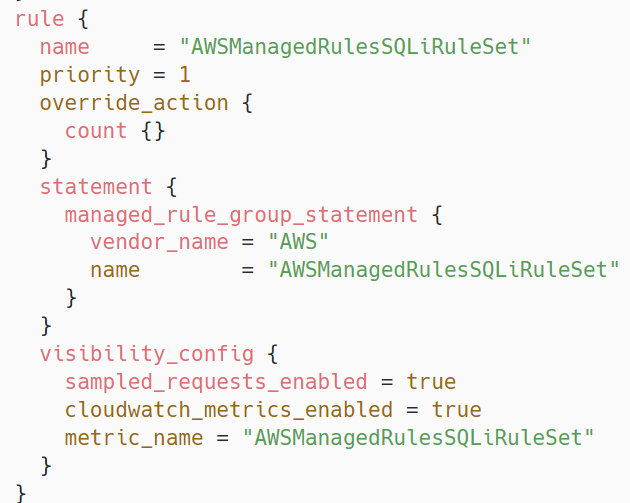 rule {
  name     = "AWSManagedRulesSQLiRuleSet"
  priority = 1
  override_action {
    count {}
  }
  statement {
    managed_rule_group_statement {
      vendor_name = "AWS"
      name        = "AWSManagedRulesSQLiRuleSet"
    }
  }
  visibility_config {
    sampled_requests_enabled = true
    cloudwatch_metrics_enabled = true
    metric_name = "AWSManagedRulesSQLiRuleSet"
  }
}